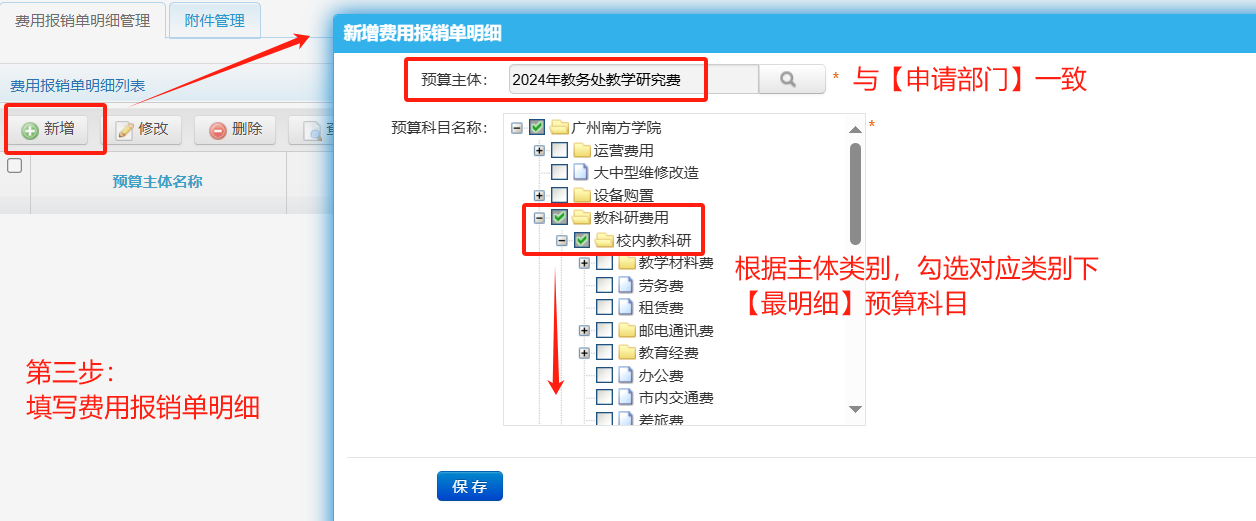 费用报销单明细管理
附件管理
新增费用报销单明细
费用报销单明细列表
预算主体：
2024年教务处教学研究费
* 与【申请部门】一致
新增
修改
删除
预算科目名称：
*
广州南方学院
运营费用
大中型维修改造
设备购置
教科研费用
校内教科研
教学材料费
劳务费
租赁费
邮电通讯费
教育经费
办公费
市内交通费
差旅费
预算主体名称
根据主体类别，勾选对应类别下
【最明细】预算科目
第三步：
填写费用报销单明细
保存